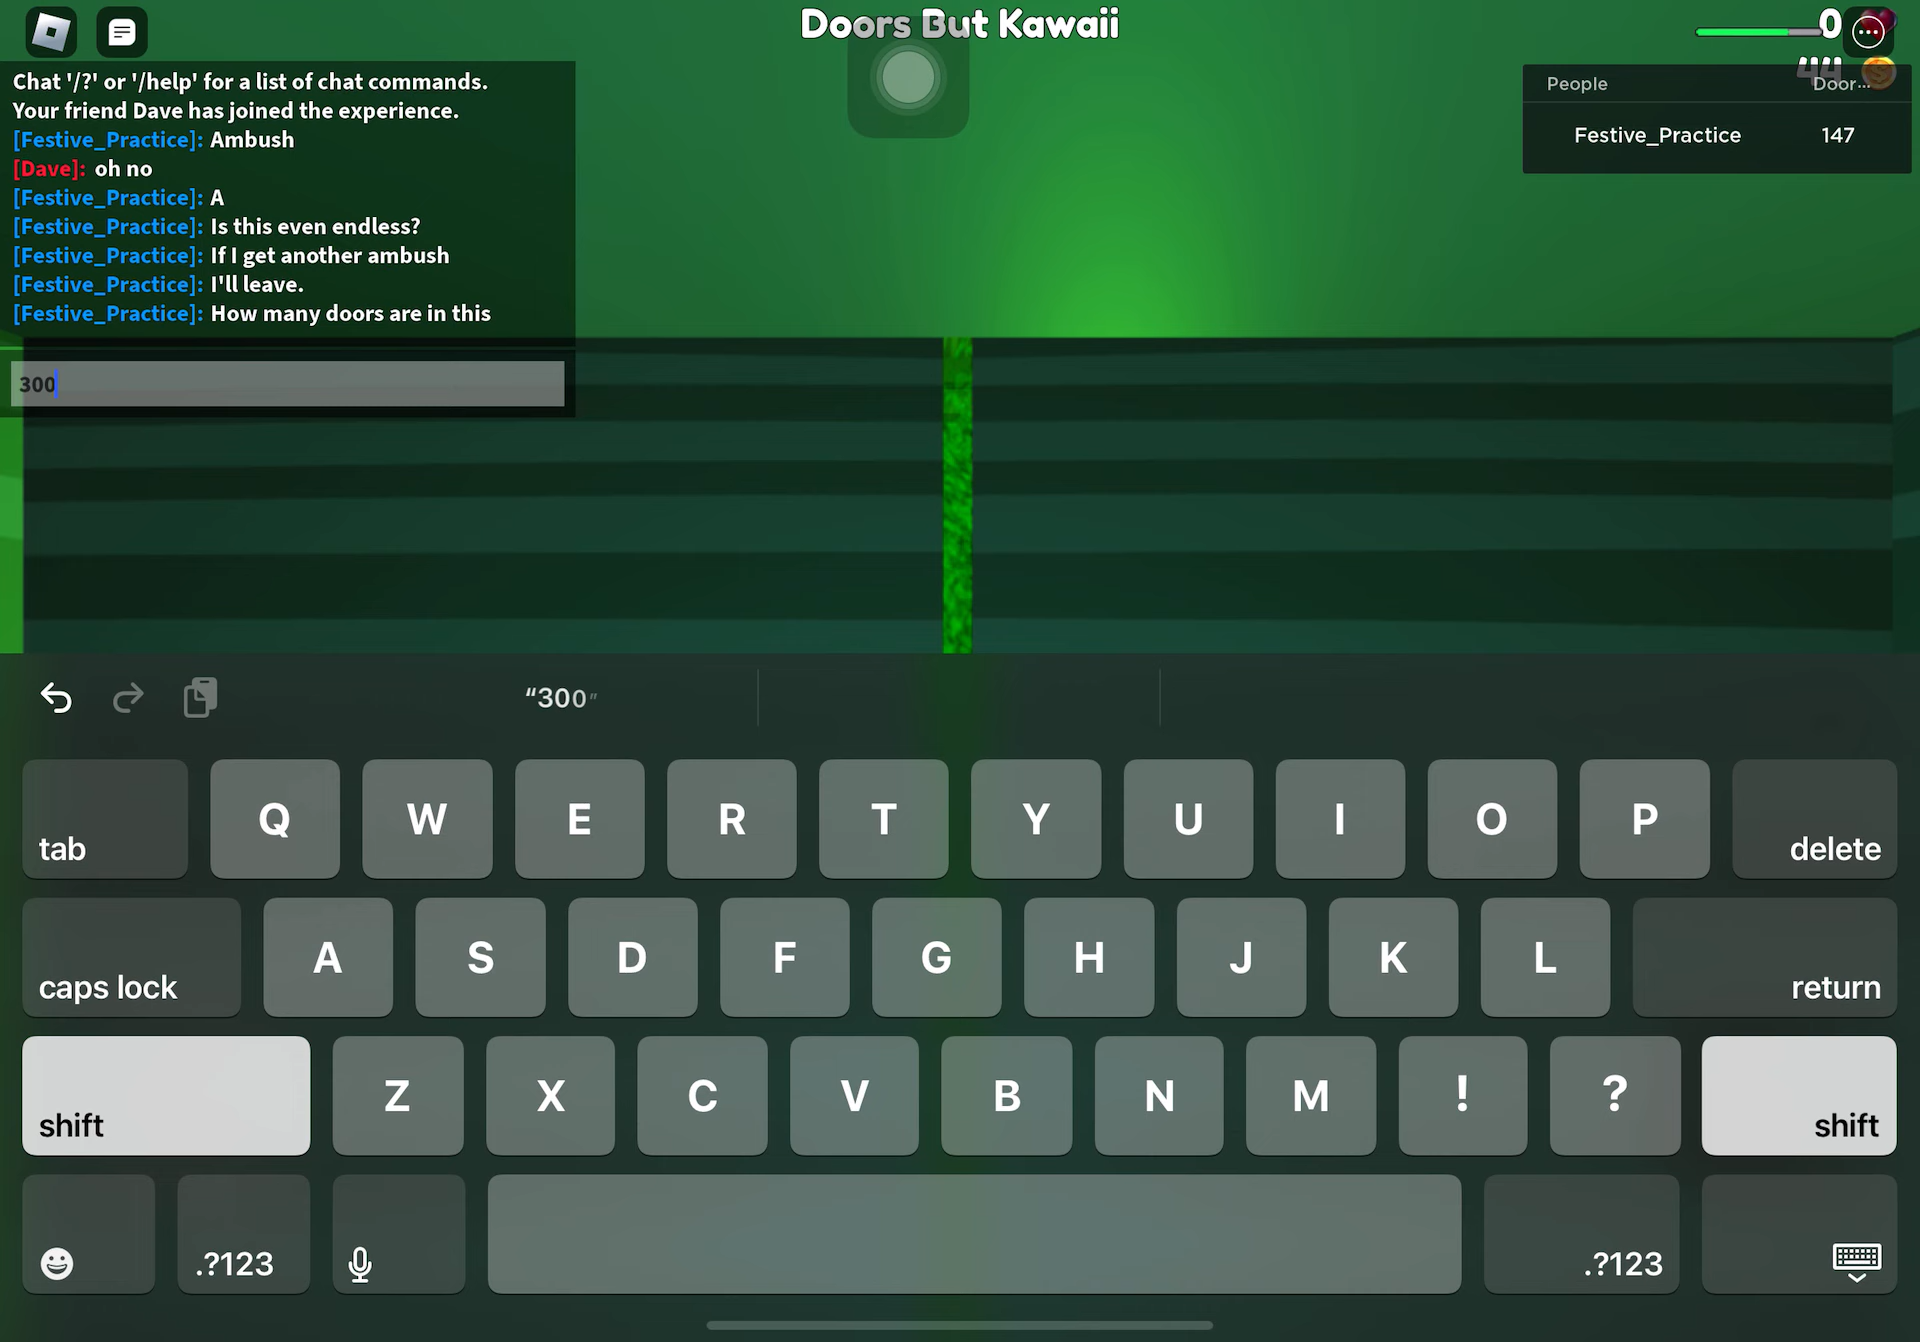 Doors But Kawaii
0
44
Chat '/?' or '/help' for a list of chat commands.
Your friend Dave has joined the experience.
[Festive_Practice]: Ambush
[Dave]: oh no
[Festive_Practice]: A
[Festive_Practice]: Is this even endless?
[Festive_Practice]: If I get another ambush
[Festive_Practice]: I'll leave.
[Festive_Practice]: How many doors are in this
300
People Door...
Festive_Practice 147
“300”
tab Q W E R T Y U I O P delete
caps lock A S D F G H J K L return
shift Z X C V B N M ! ? shift
.?123 .?123